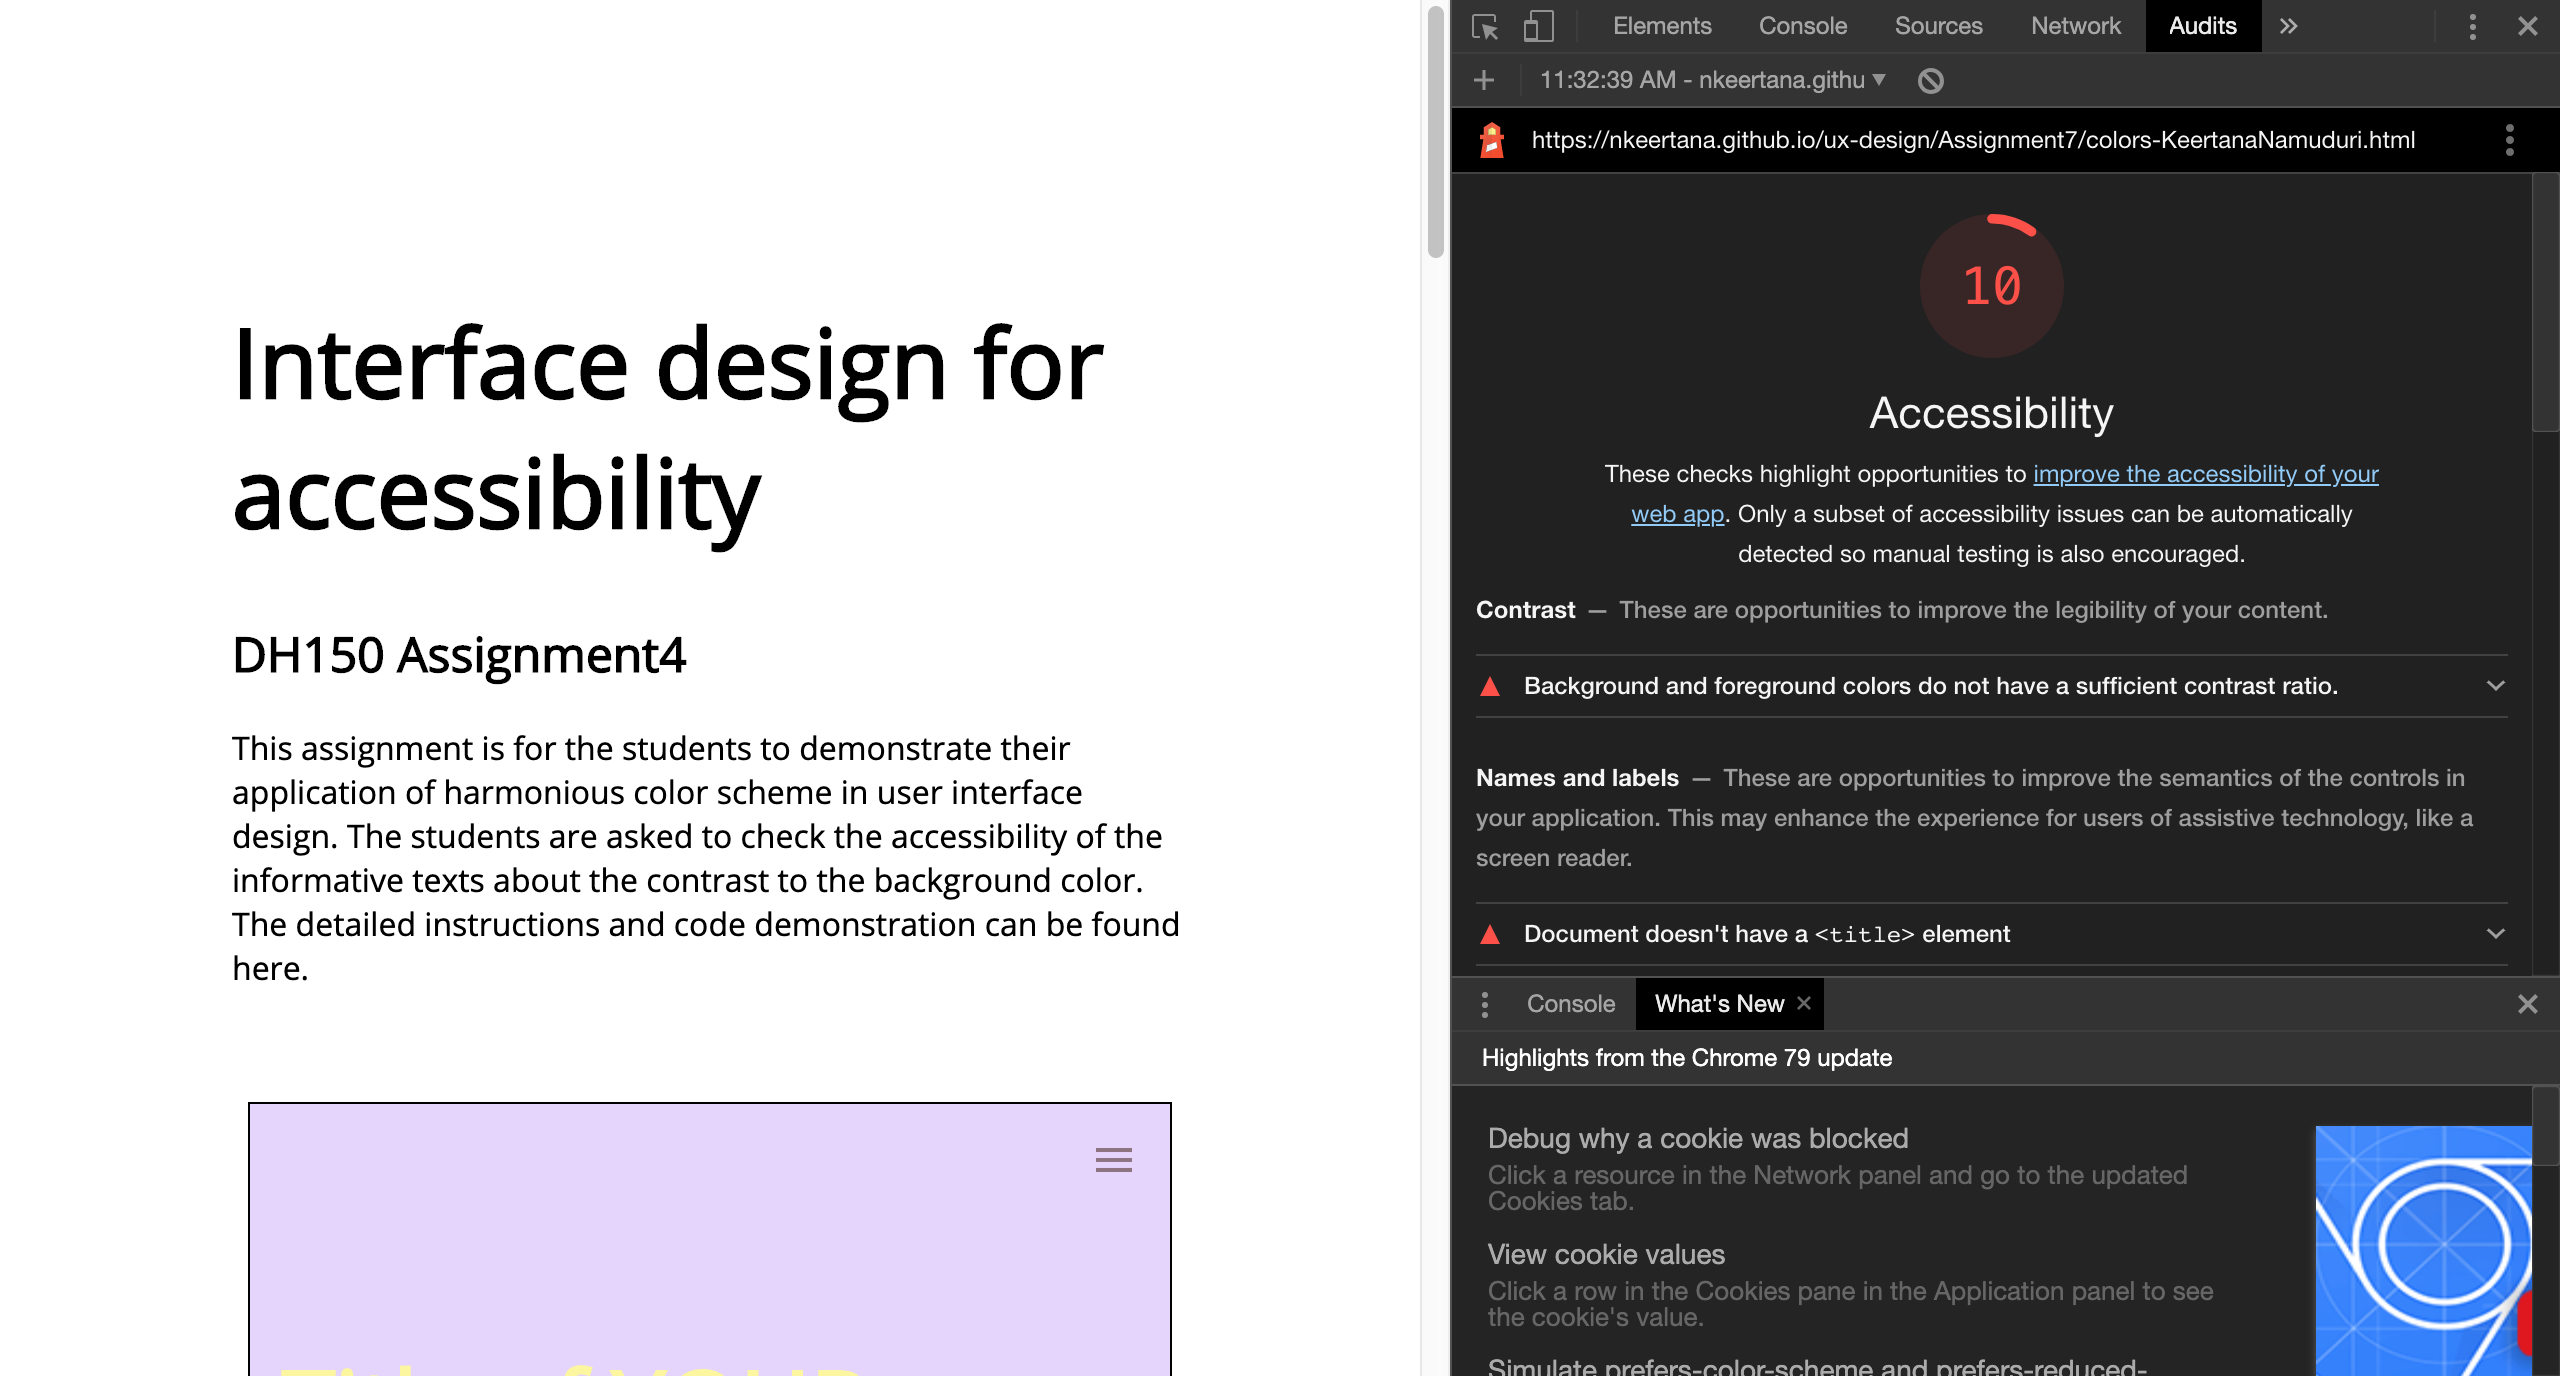 Interface design for
accessibility
DH150 Assignment4
This assignment is for the students to demonstrate their
application of harmonious color scheme in user interface
design. The students are asked to check the accessibility of the
informative texts about the contrast to the background color.
The detailed instructions and code demonstration can be found
here.
Title of YOUR
Elements Console Sources Network Audits
11:32:39 AM - nkeertana.githu
https://nkeertana.github.io/ux-design/Assignment7/colors-KeertanaNamuduri.html
10
Accessibility
These checks highlight opportunities to improve the accessibility of your
web app. Only a subset of accessibility issues can be automatically
detected so manual testing is also encouraged.
Contrast — These are opportunities to improve the legibility of your content.
Background and foreground colors do not have a sufficient contrast ratio.
Names and labels — These are opportunities to improve the semantics of the controls in
your application. This may enhance the experience for users of assistive technology, like a
screen reader.
Document doesn't have a <title> element
Console What's New
Highlights from the Chrome 79 update
Debug why a cookie was blocked
Click a resource in the Network panel and go to the updated
Cookies tab.
View cookie values
Click a row in the Cookies pane in the Application panel to see
the cookie's value.
Simulate prefers-color-scheme and prefers-reduced-